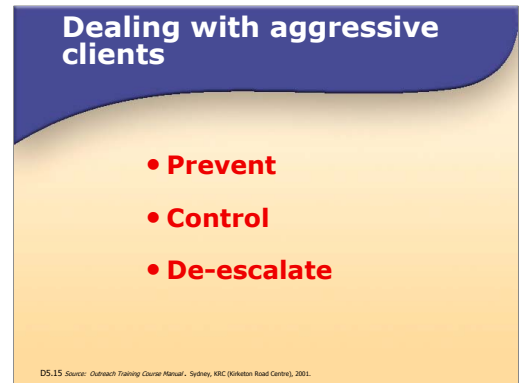 Dealing with aggressive
clients
• Prevent
• Control
• De-escalate
D5.15 Source: Outreach Training Course Manual. Sydney, KRC (Kirketon Road Centre), 2001.